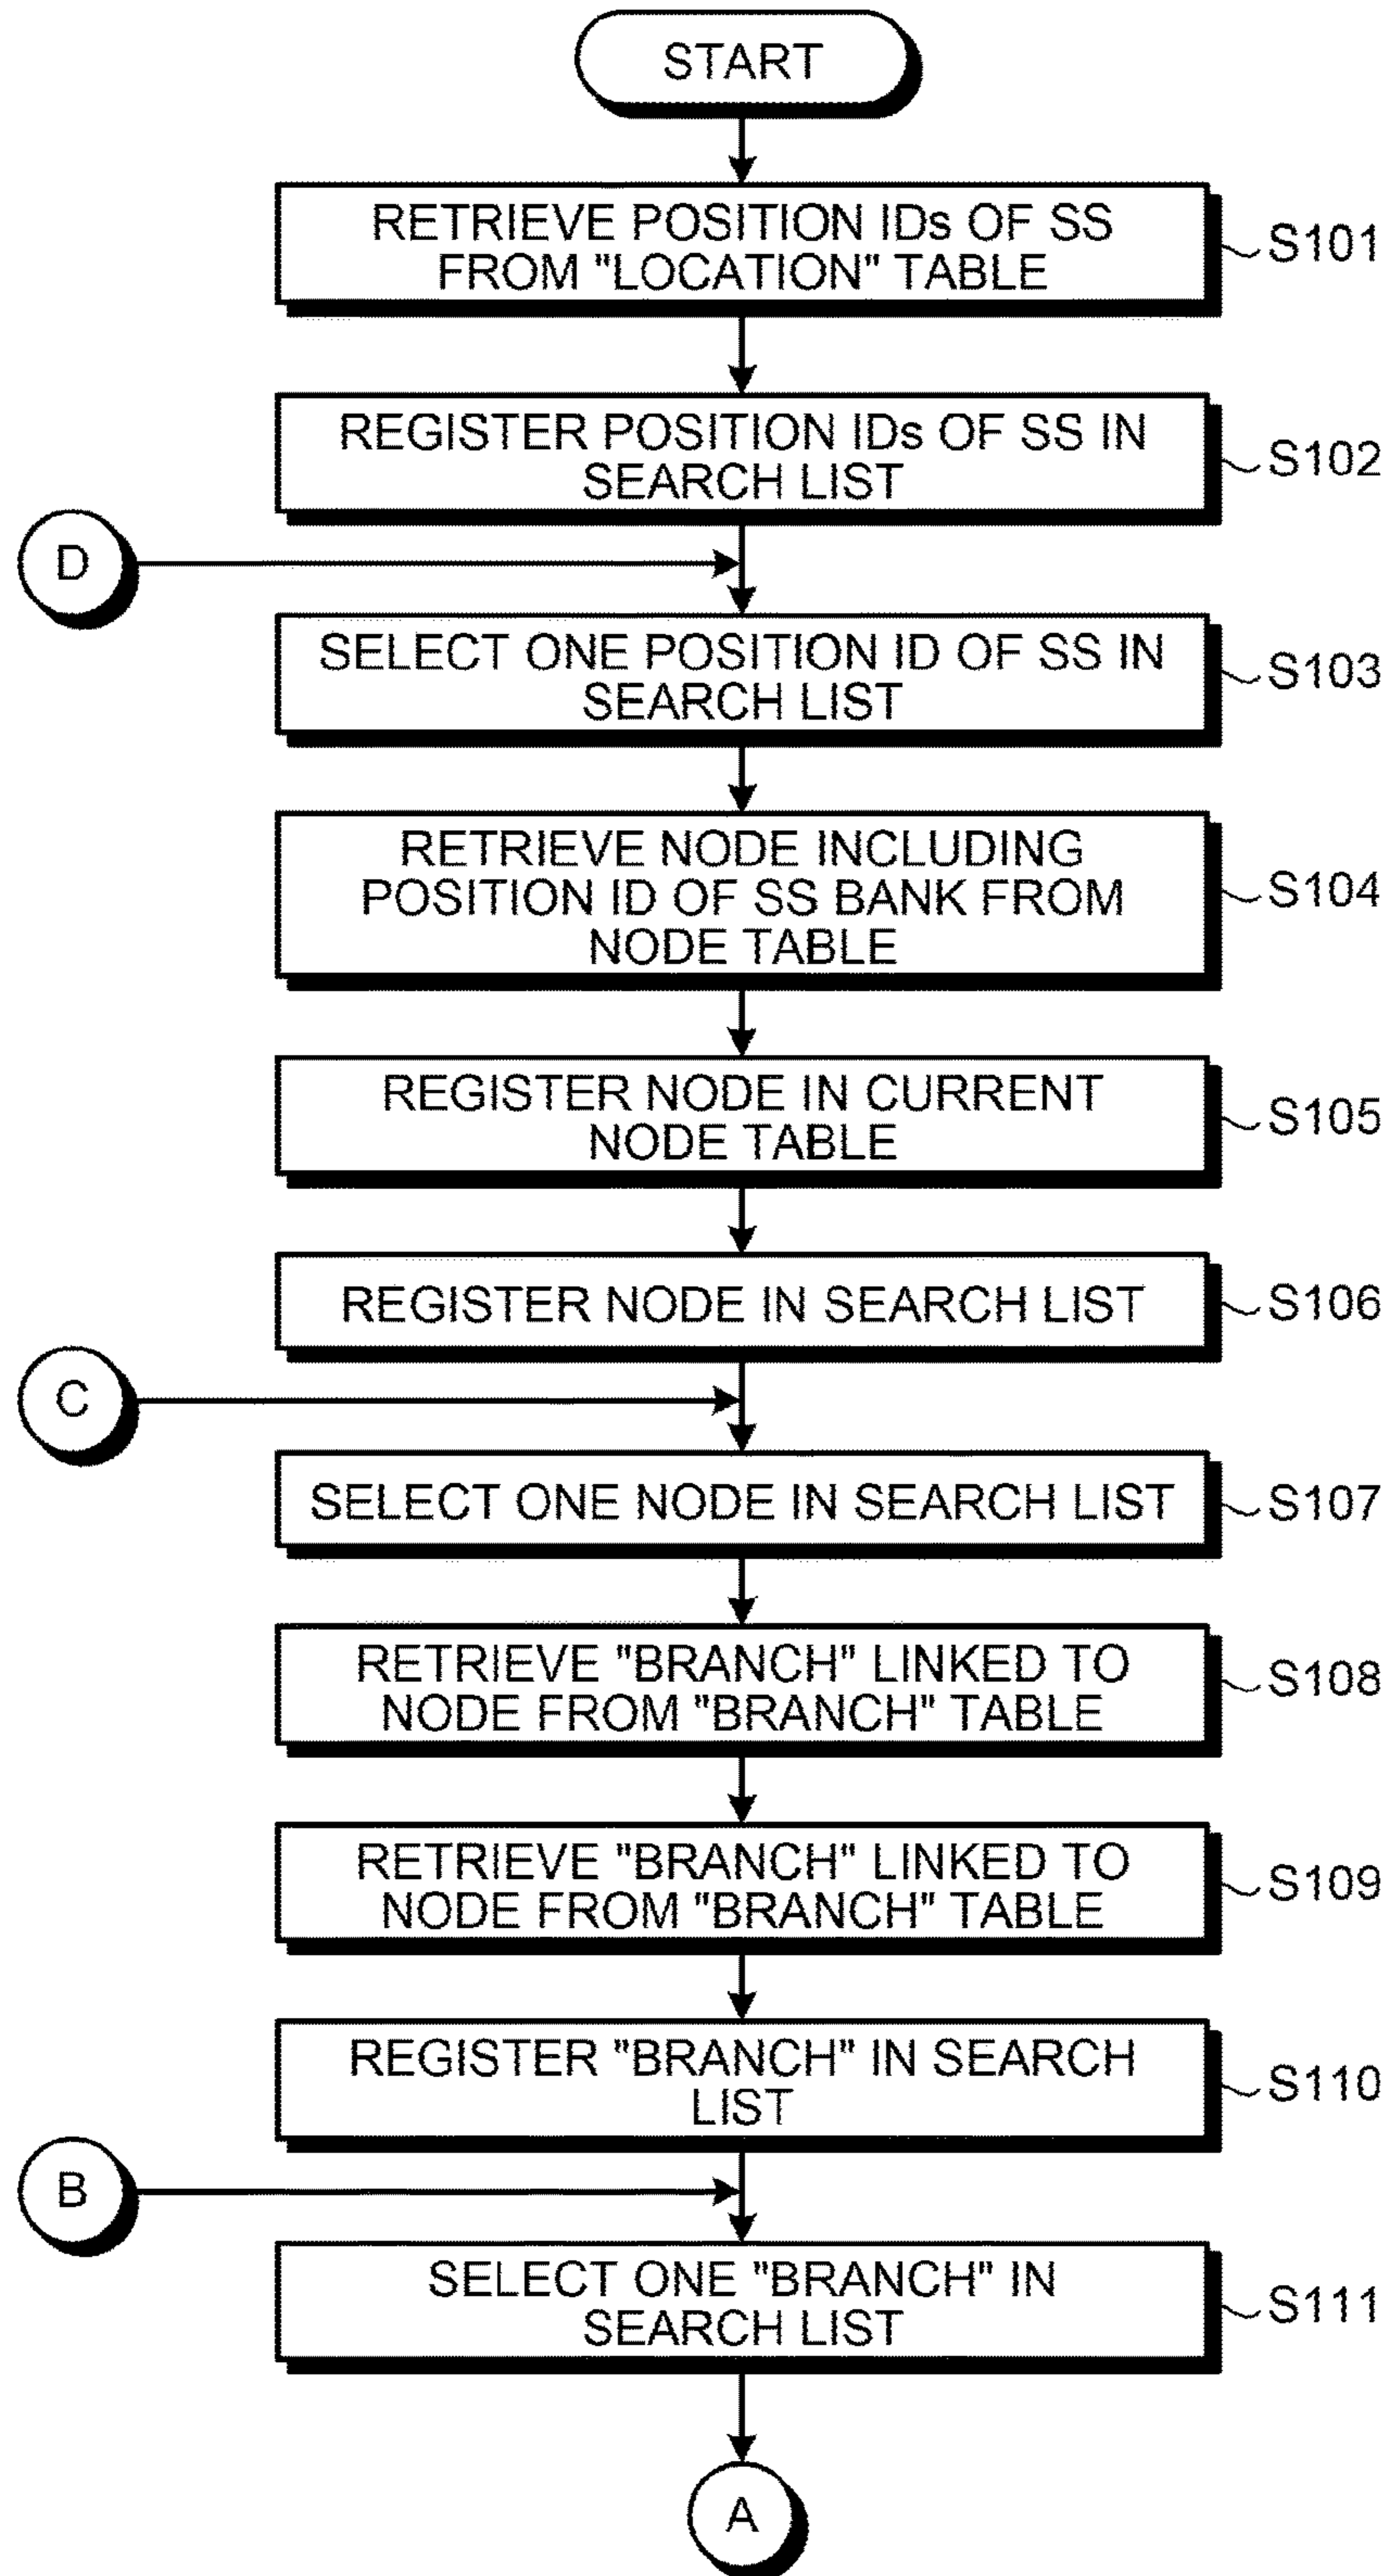 START
RETRIEVE POSITION IDs OF SS
FROM "LOCATION" TABLE
S101
REGISTER POSITION IDs OF SS IN
SEARCH LIST
S102
D
SELECT ONE POSITION ID OF SS IN
SEARCH LIST
S103
RETRIEVE NODE INCLUDING
POSITION ID OF SS BANK FROM
NODE TABLE
S104
REGISTER NODE IN CURRENT
NODE TABLE
S105
REGISTER NODE IN SEARCH LIST
S106
C
SELECT ONE NODE IN SEARCH LIST
S107
RETRIEVE "BRANCH" LINKED TO
NODE FROM "BRANCH" TABLE
S108
RETRIEVE "BRANCH" LINKED TO
NODE FROM "BRANCH" TABLE
S109
REGISTER "BRANCH" IN SEARCH
LIST
S110
B
SELECT ONE "BRANCH" IN
SEARCH LIST
S111
A